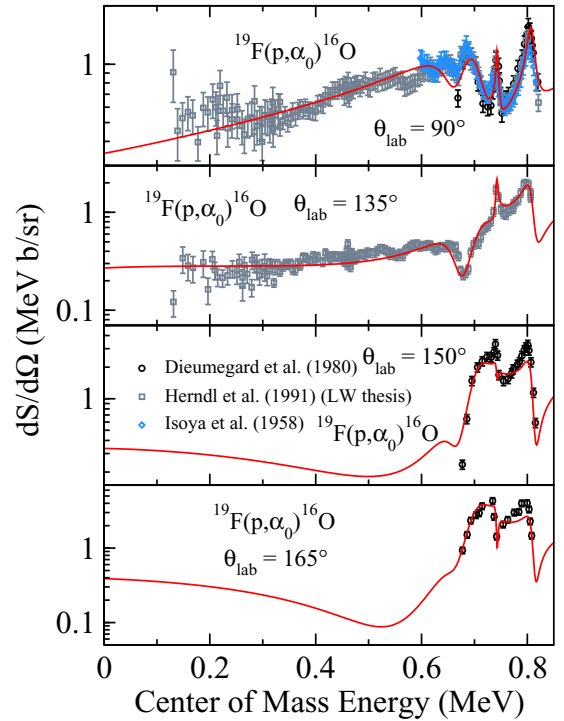 ¹⁹F(p,α₀)¹⁶O
1
θlab = 90°
¹⁹F(p,α₀)¹⁶O θlab = 135°
1
0.1
dS/dΩ (MeV b/sr)
Dieumegard et al. (1980) θlab = 150°
1
Herndl et al. (1991) (LW thesis)
Isoya et al. (1958) ¹⁹F(p,α₀)¹⁶O
¹⁹F(p,α₀)¹⁶O
1
θlab = 165°
0.1
0 0.2 0.4 0.6 0.8
Center of Mass Energy (MeV)